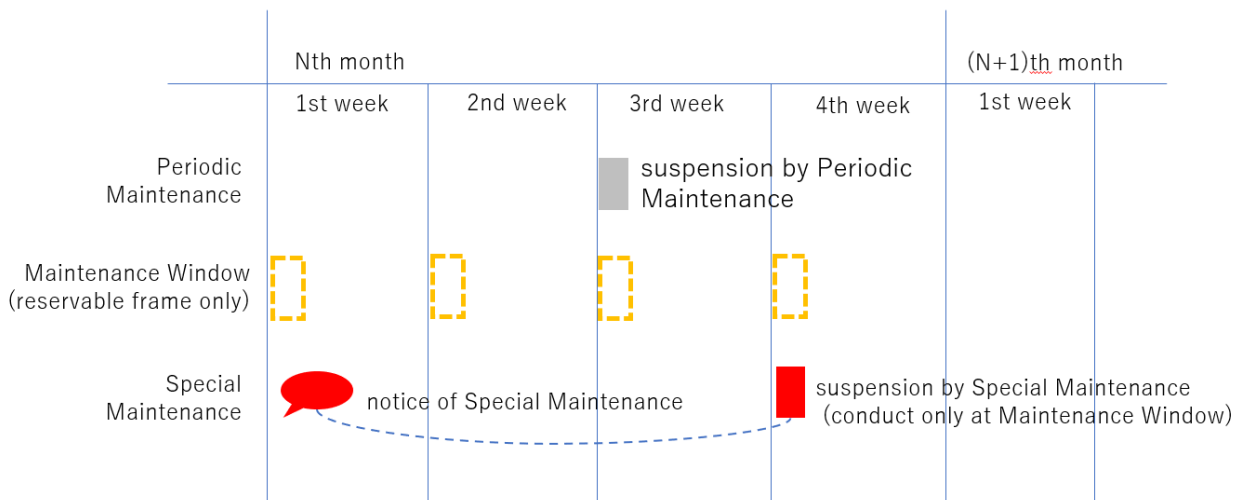 Nth month
(N+1)th month
1st week
2nd week
3rd week
4th week
1st week
Periodic
Maintenance
suspension by Periodic
Maintenance
Maintenance Window
(reservable frame only)
Special
Maintenance
notice of Special Maintenance
suspension by Special Maintenance
(conduct only at Maintenance Window)